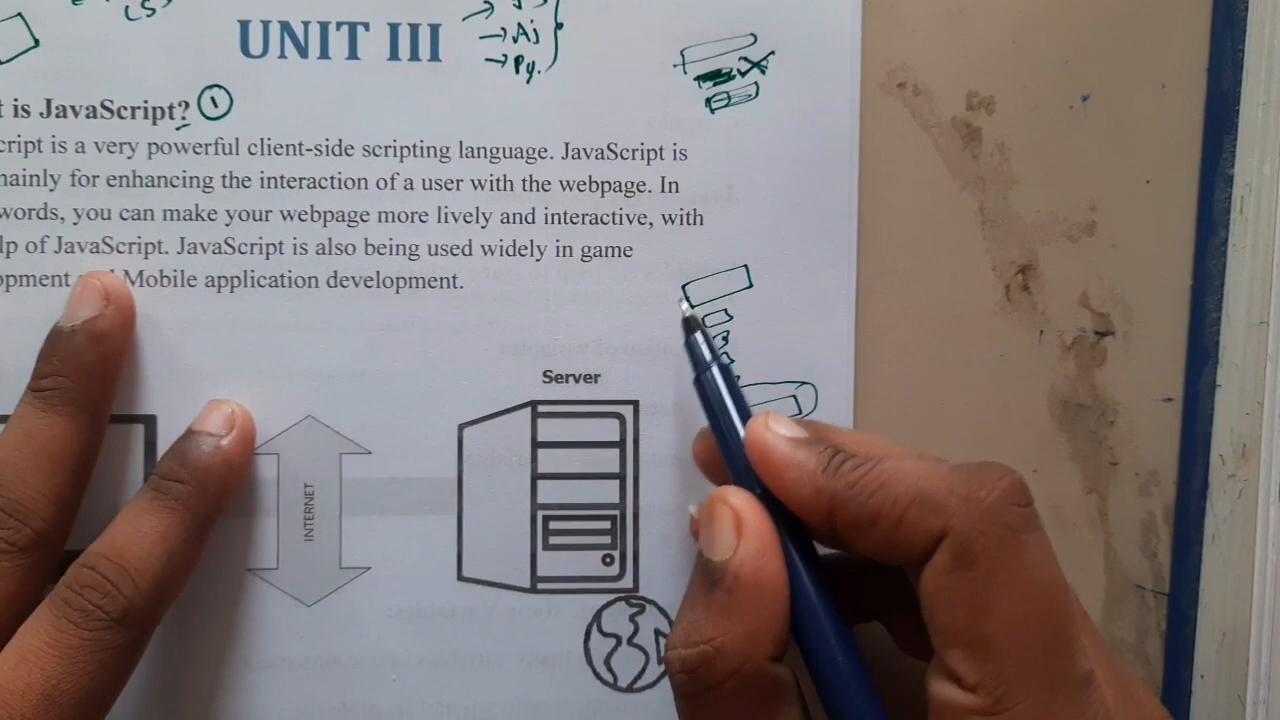 CS
UNIT III
→ Aj
→ Py.
t is JavaScript? 1
cript is a very powerful client-side scripting language. JavaScript is
mainly for enhancing the interaction of a user with the webpage. In
words, you can make your webpage more lively and interactive, with
lp of JavaScript. JavaScript is also being used widely in game
opment Mobile application development.
Server
INTERNET